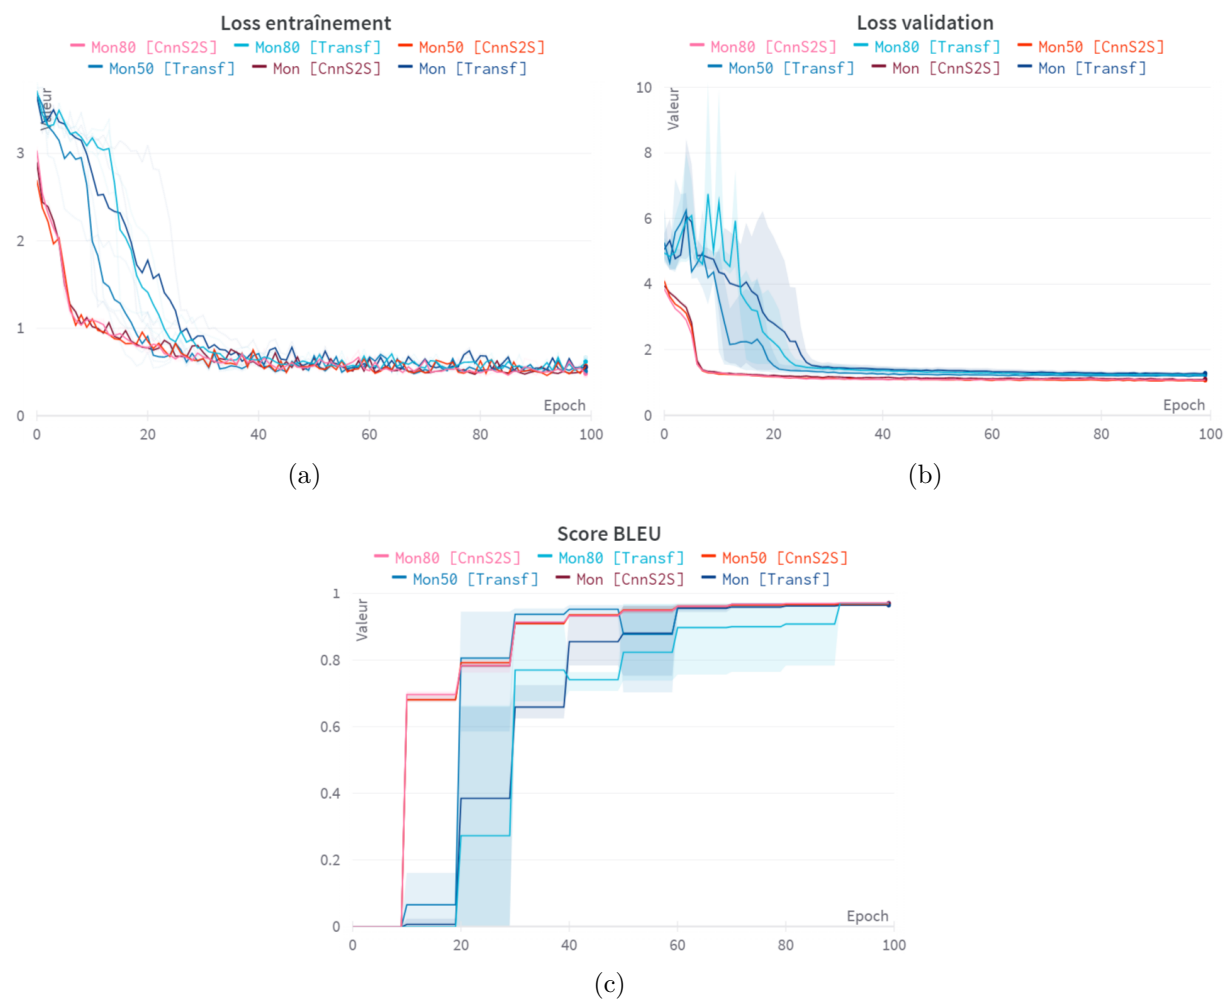 Loss entraînement
Mon80 [CnnS2S] Mon80 [Transf] Mon50 [CnnS2S]
Mon50 [Transf] Mon [CnnS2S] Mon [Transf]
Valeur
3
2
1
0
Epoch
0 20 40 60 80 100
(a)
Loss validation
Mon80 [CnnS2S] Mon80 [Transf] Mon50 [CnnS2S]
Mon50 [Transf] Mon [CnnS2S] Mon [Transf]
Valeur
10
8
6
4
2
0
Epoch
0 20 40 60 80 100
(b)
Score BLEU
Mon80 [CnnS2S] Mon80 [Transf] Mon50 [CnnS2S]
Mon50 [Transf] Mon [CnnS2S] Mon [Transf]
Valeur
1
0.8
0.6
0.4
0.2
0
Epoch
0 20 40 60 80 100
(c)